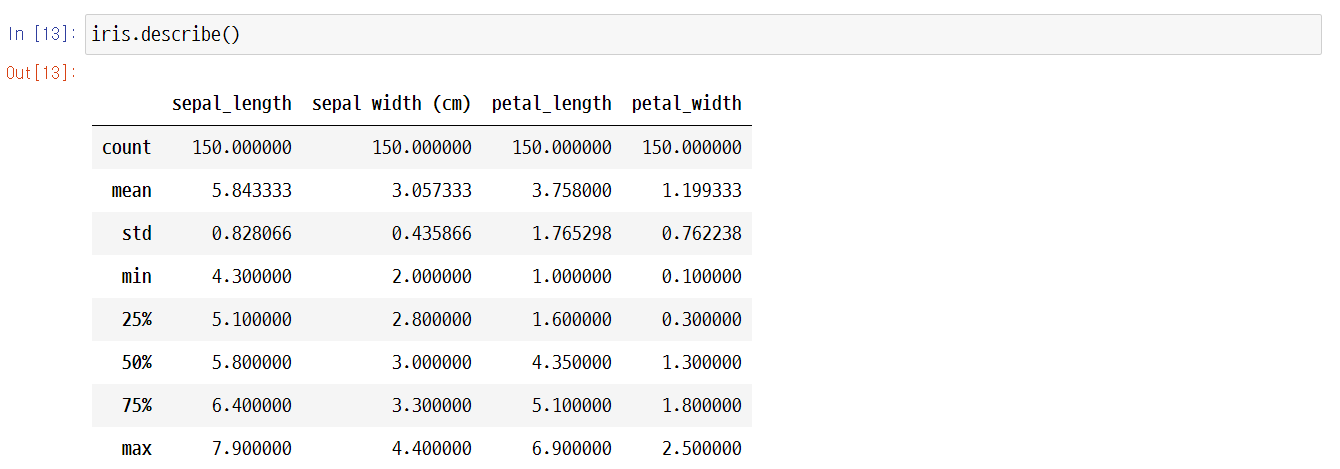 In [13]: iris.describe()
Out[13]:
sepal_length sepal width (cm) petal_length petal_width
count 150.000000 150.000000 150.000000 150.000000
mean 5.843333 3.057333 3.758000 1.199333
std 0.828066 0.435866 1.765298 0.762238
min 4.300000 2.000000 1.000000 0.100000
25% 5.100000 2.800000 1.600000 0.300000
50% 5.800000 3.000000 4.350000 1.300000
75% 6.400000 3.300000 5.100000 1.800000
max 7.900000 4.400000 6.900000 2.500000